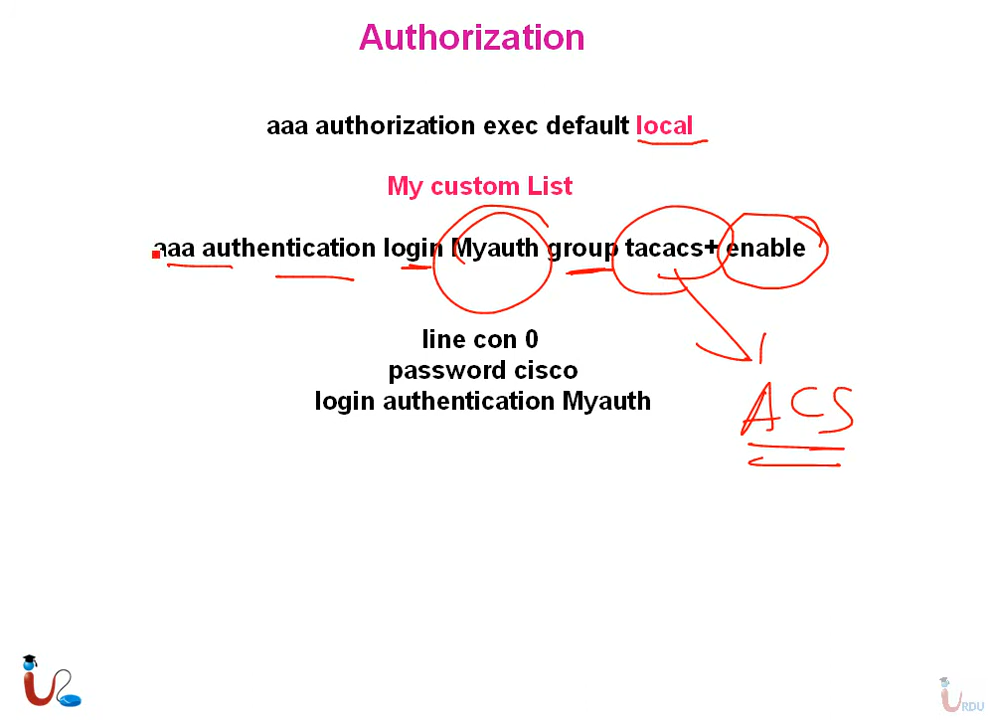 Authorization
aaa authorization exec default local
My custom List
aaa authentication login Myauth group tacacs+ enable
line con 0
password cisco
login authentication Myauth
ACS
URDU